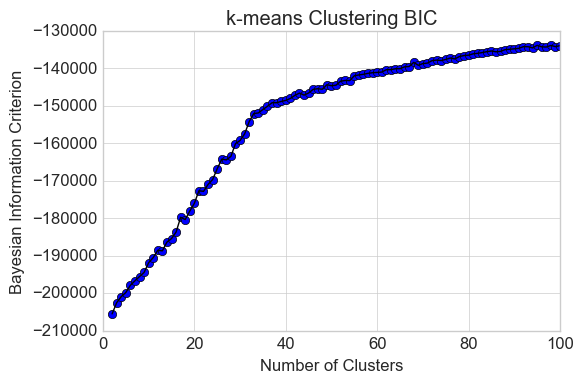 k-means Clustering BIC
Bayesian Information Criterion
−130000
−140000
−150000
−160000
−170000
−180000
−190000
−200000
−210000
0 20 40 60 80 100
Number of Clusters